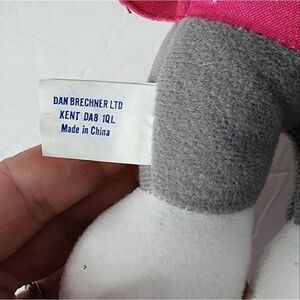 DAN BRECHNER LTD
KENT DA8 1QL
Made in China